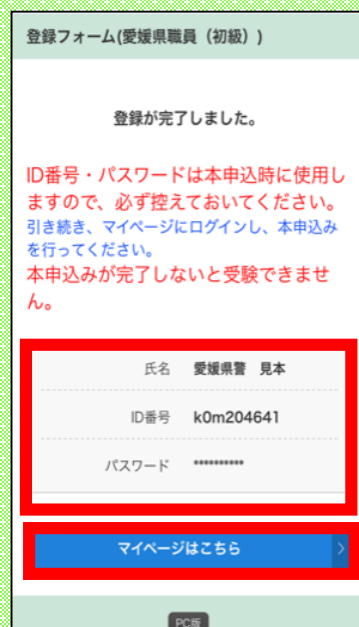 登録フォーム(愛媛県職員（初級）)
登録が完了しました。
ID番号・パスワードは本申込時に使用し
ますので、必ず控えておいてください。
引き続き、マイページにログインし、本申込み
を行ってください。
本申込みが完了しないと受験できませ
ん。
氏名 愛媛県警　見本
ID番号 k0m204641
パスワード **********
マイページはこちら
PC版